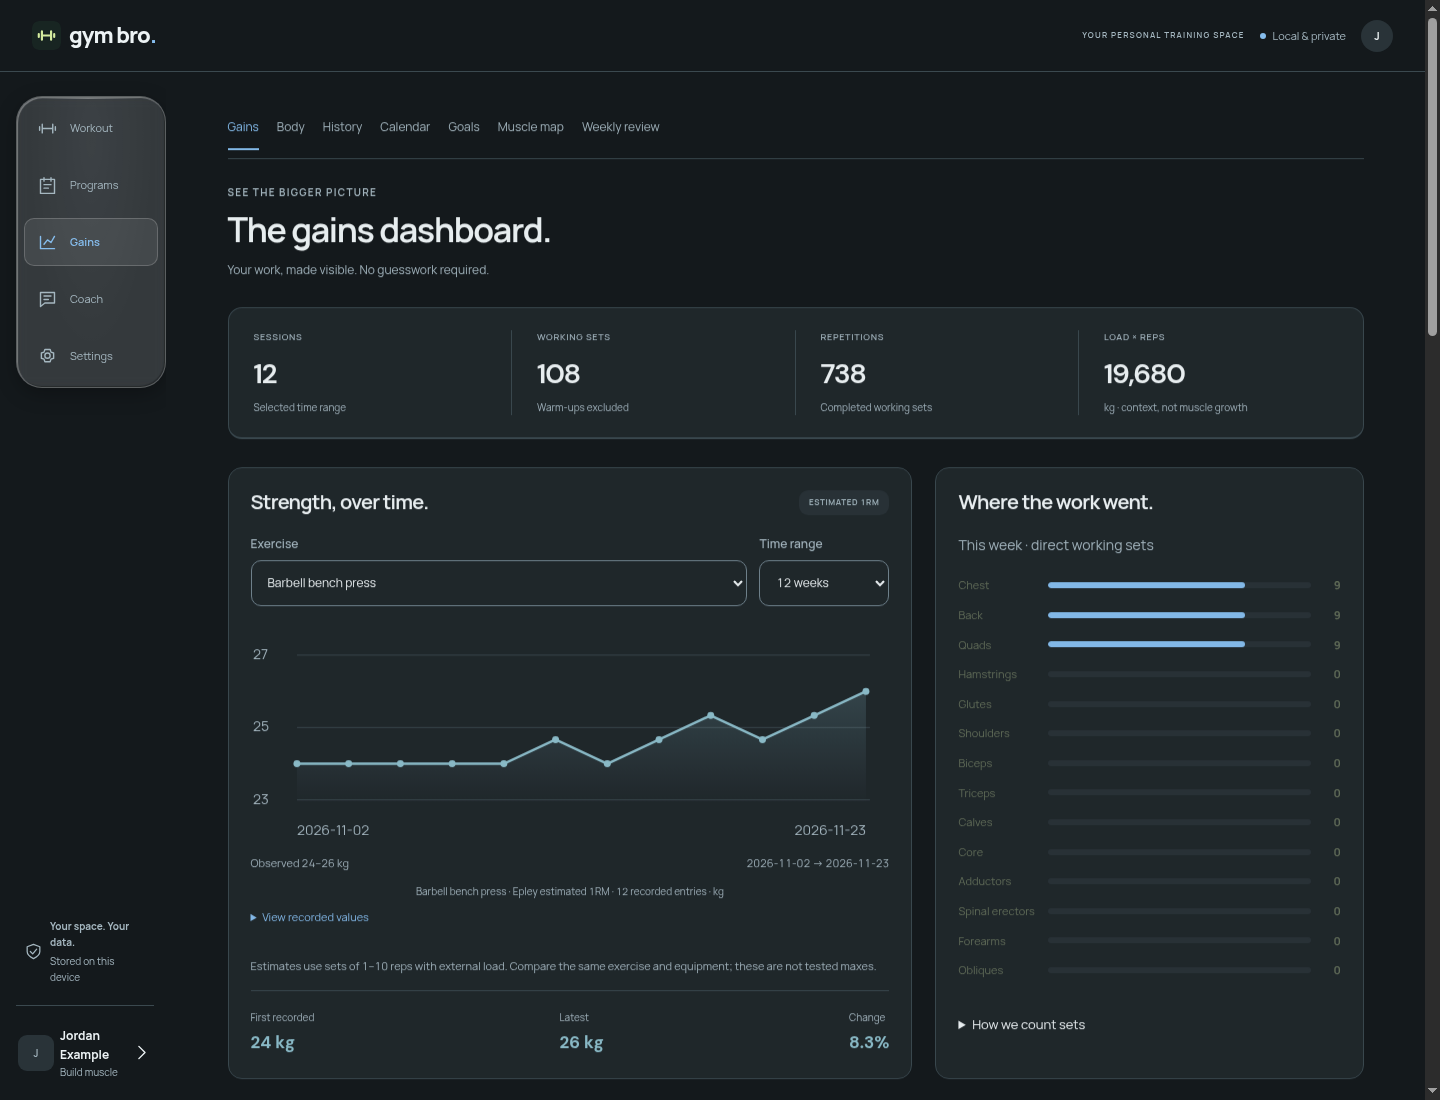 gym bro.
YOUR PERSONAL TRAINING SPACE
Local & private
J
Workout
Programs
Gains
Coach
Settings
Your space. Your
data.
Stored on this
device
J
Jordan
Example
Build muscle
Gains
Body
History
Calendar
Goals
Muscle map
Weekly review
SEE THE BIGGER PICTURE
The gains dashboard.
Your work, made visible. No guesswork required.
SESSIONS
12
Selected time range
WORKING SETS
108
Warm-ups excluded
REPETITIONS
738
Completed working sets
LOAD × REPS
19,680
kg · context, not muscle growth
Strength, over time.
ESTIMATED 1RM
Exercise
Barbell bench press
Time range
12 weeks
27
25
23
2026-11-02
2026-11-23
Observed 24–26 kg
2026-11-02 → 2026-11-23
Barbell bench press · Epley estimated 1RM · 12 recorded entries · kg
View recorded values
Estimates use sets of 1–10 reps with external load. Compare the same exercise and equipment; these are not tested maxes.
First recorded
24 kg
Latest
26 kg
Change
8.3%
Where the work went.
This week · direct working sets
Chest 9
Back 9
Quads 9
Hamstrings 0
Glutes 0
Shoulders 0
Biceps 0
Triceps 0
Calves 0
Core 0
Adductors 0
Spinal erectors 0
Forearms 0
Obliques 0
How we count sets